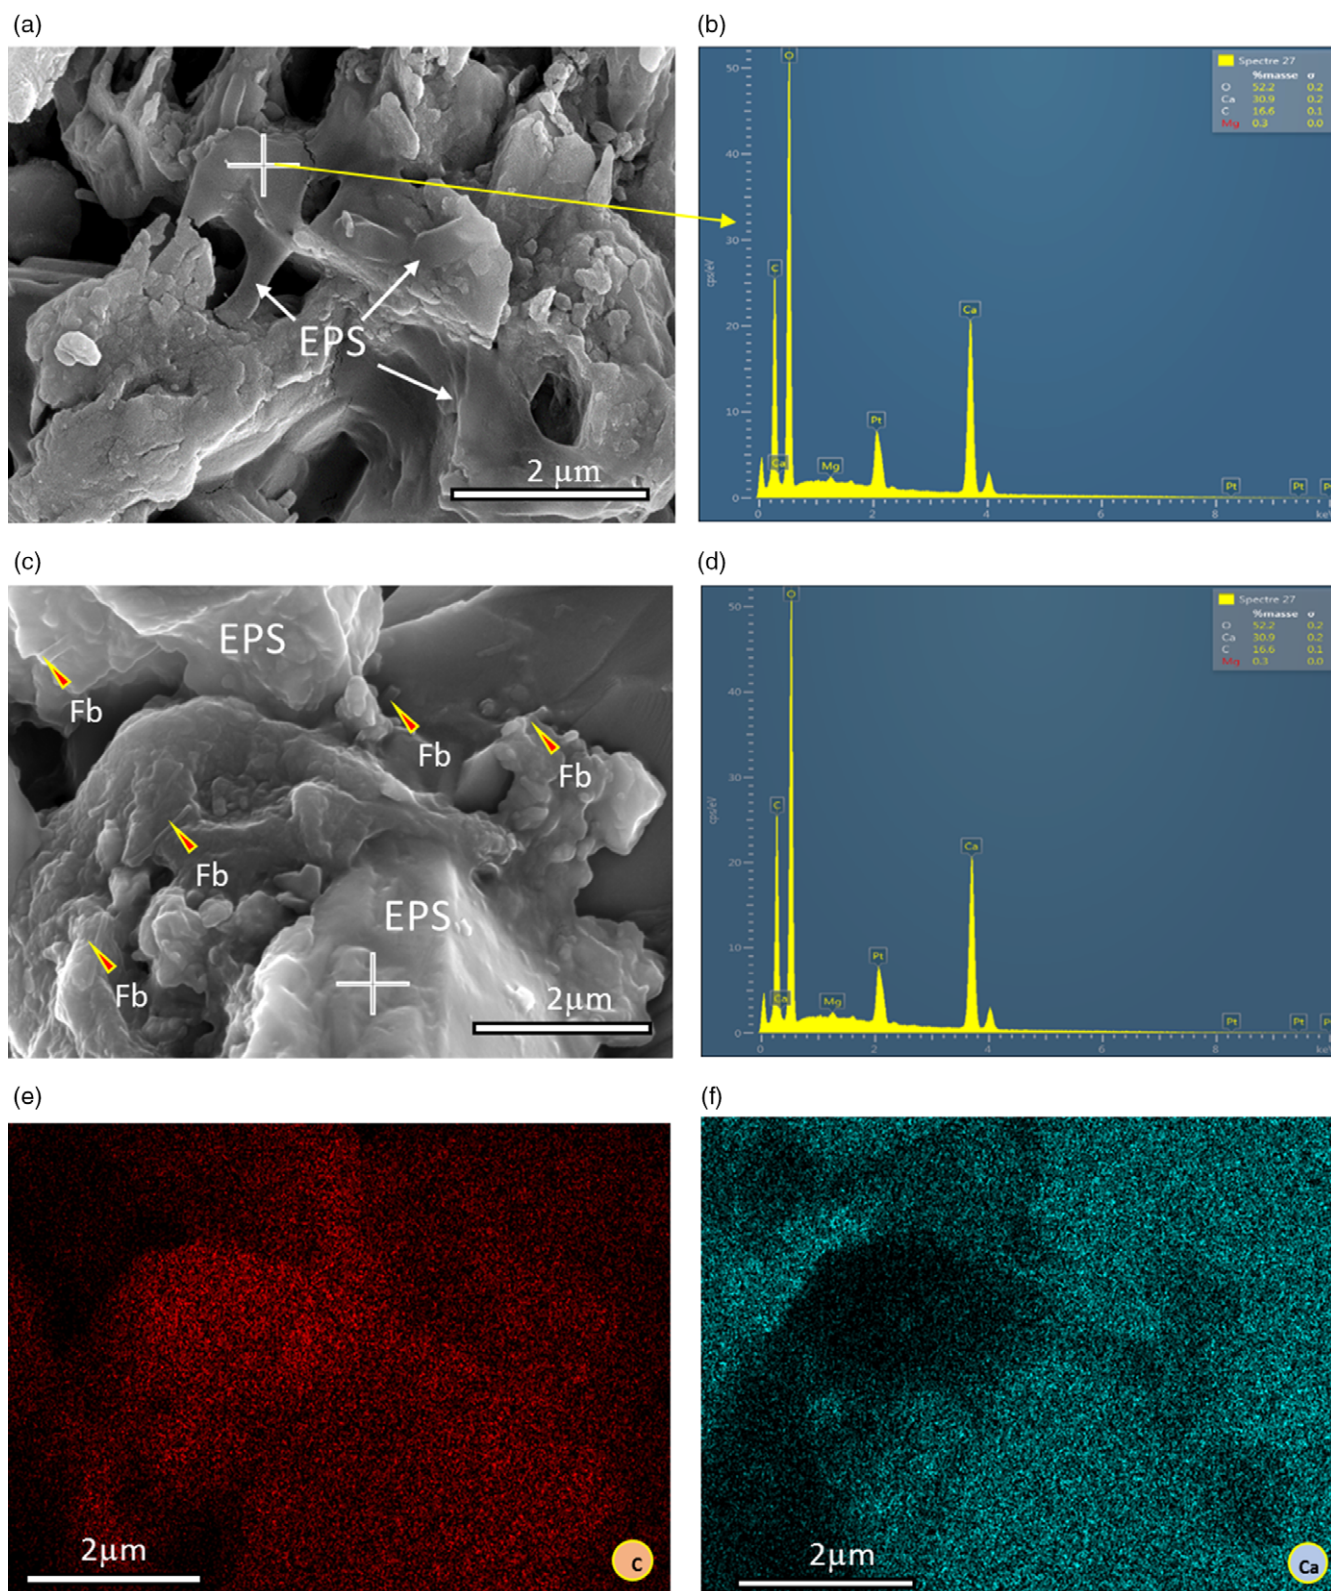 (a)
EPS
2 μm
(b)
Spectre 27
%masse σ
O 52.2 0.2
Ca 30.9 0.2
C 16.6 0.1
Mg 0.3 0.0
50
40
30
20
10
0
cps/eV
O
C
Ca
Ca
Mg
Pt
Pt
Pt
0 2 4 6 8
(c)
EPS
Fb
Fb
Fb
Fb
EPS
Fb
2μm
(d)
Spectre 27
%masse σ
O 52.2 0.2
Ca 30.9 0.2
C 16.6 0.1
Mg 0.3 0.0
50
40
30
20
10
0
cps/eV
O
C
Ca
Ca
Mg
Pt
Pt
Pt
0 2 4 6 8
(e)
2μm
C
(f)
2μm
Ca